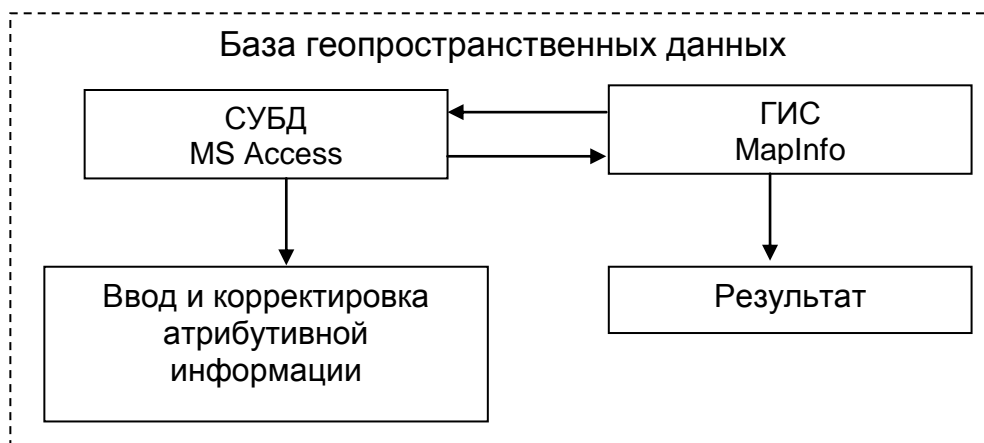 База геопространственных данных
СУБД
MS Access
ГИС
MapInfo
Ввод и корректировка
атрибутивной
информации
Результат